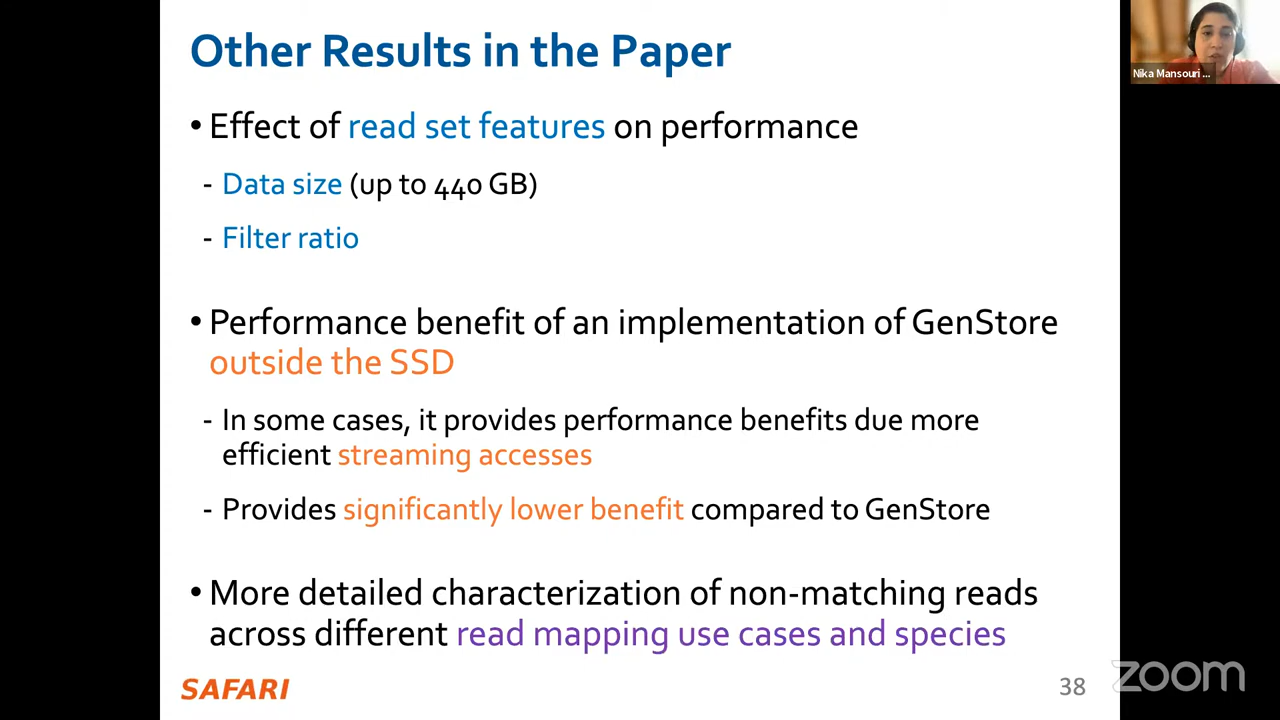 Other Results in the Paper
• Effect of read set features on performance
- Data size (up to 440 GB)
- Filter ratio
• Performance benefit of an implementation of GenStore
outside the SSD
- In some cases, it provides performance benefits due more
efficient streaming accesses
- Provides significantly lower benefit compared to GenStore
• More detailed characterization of non-matching reads
across different read mapping use cases and species
SAFARI
38
zoom
Nika Mansouri ...